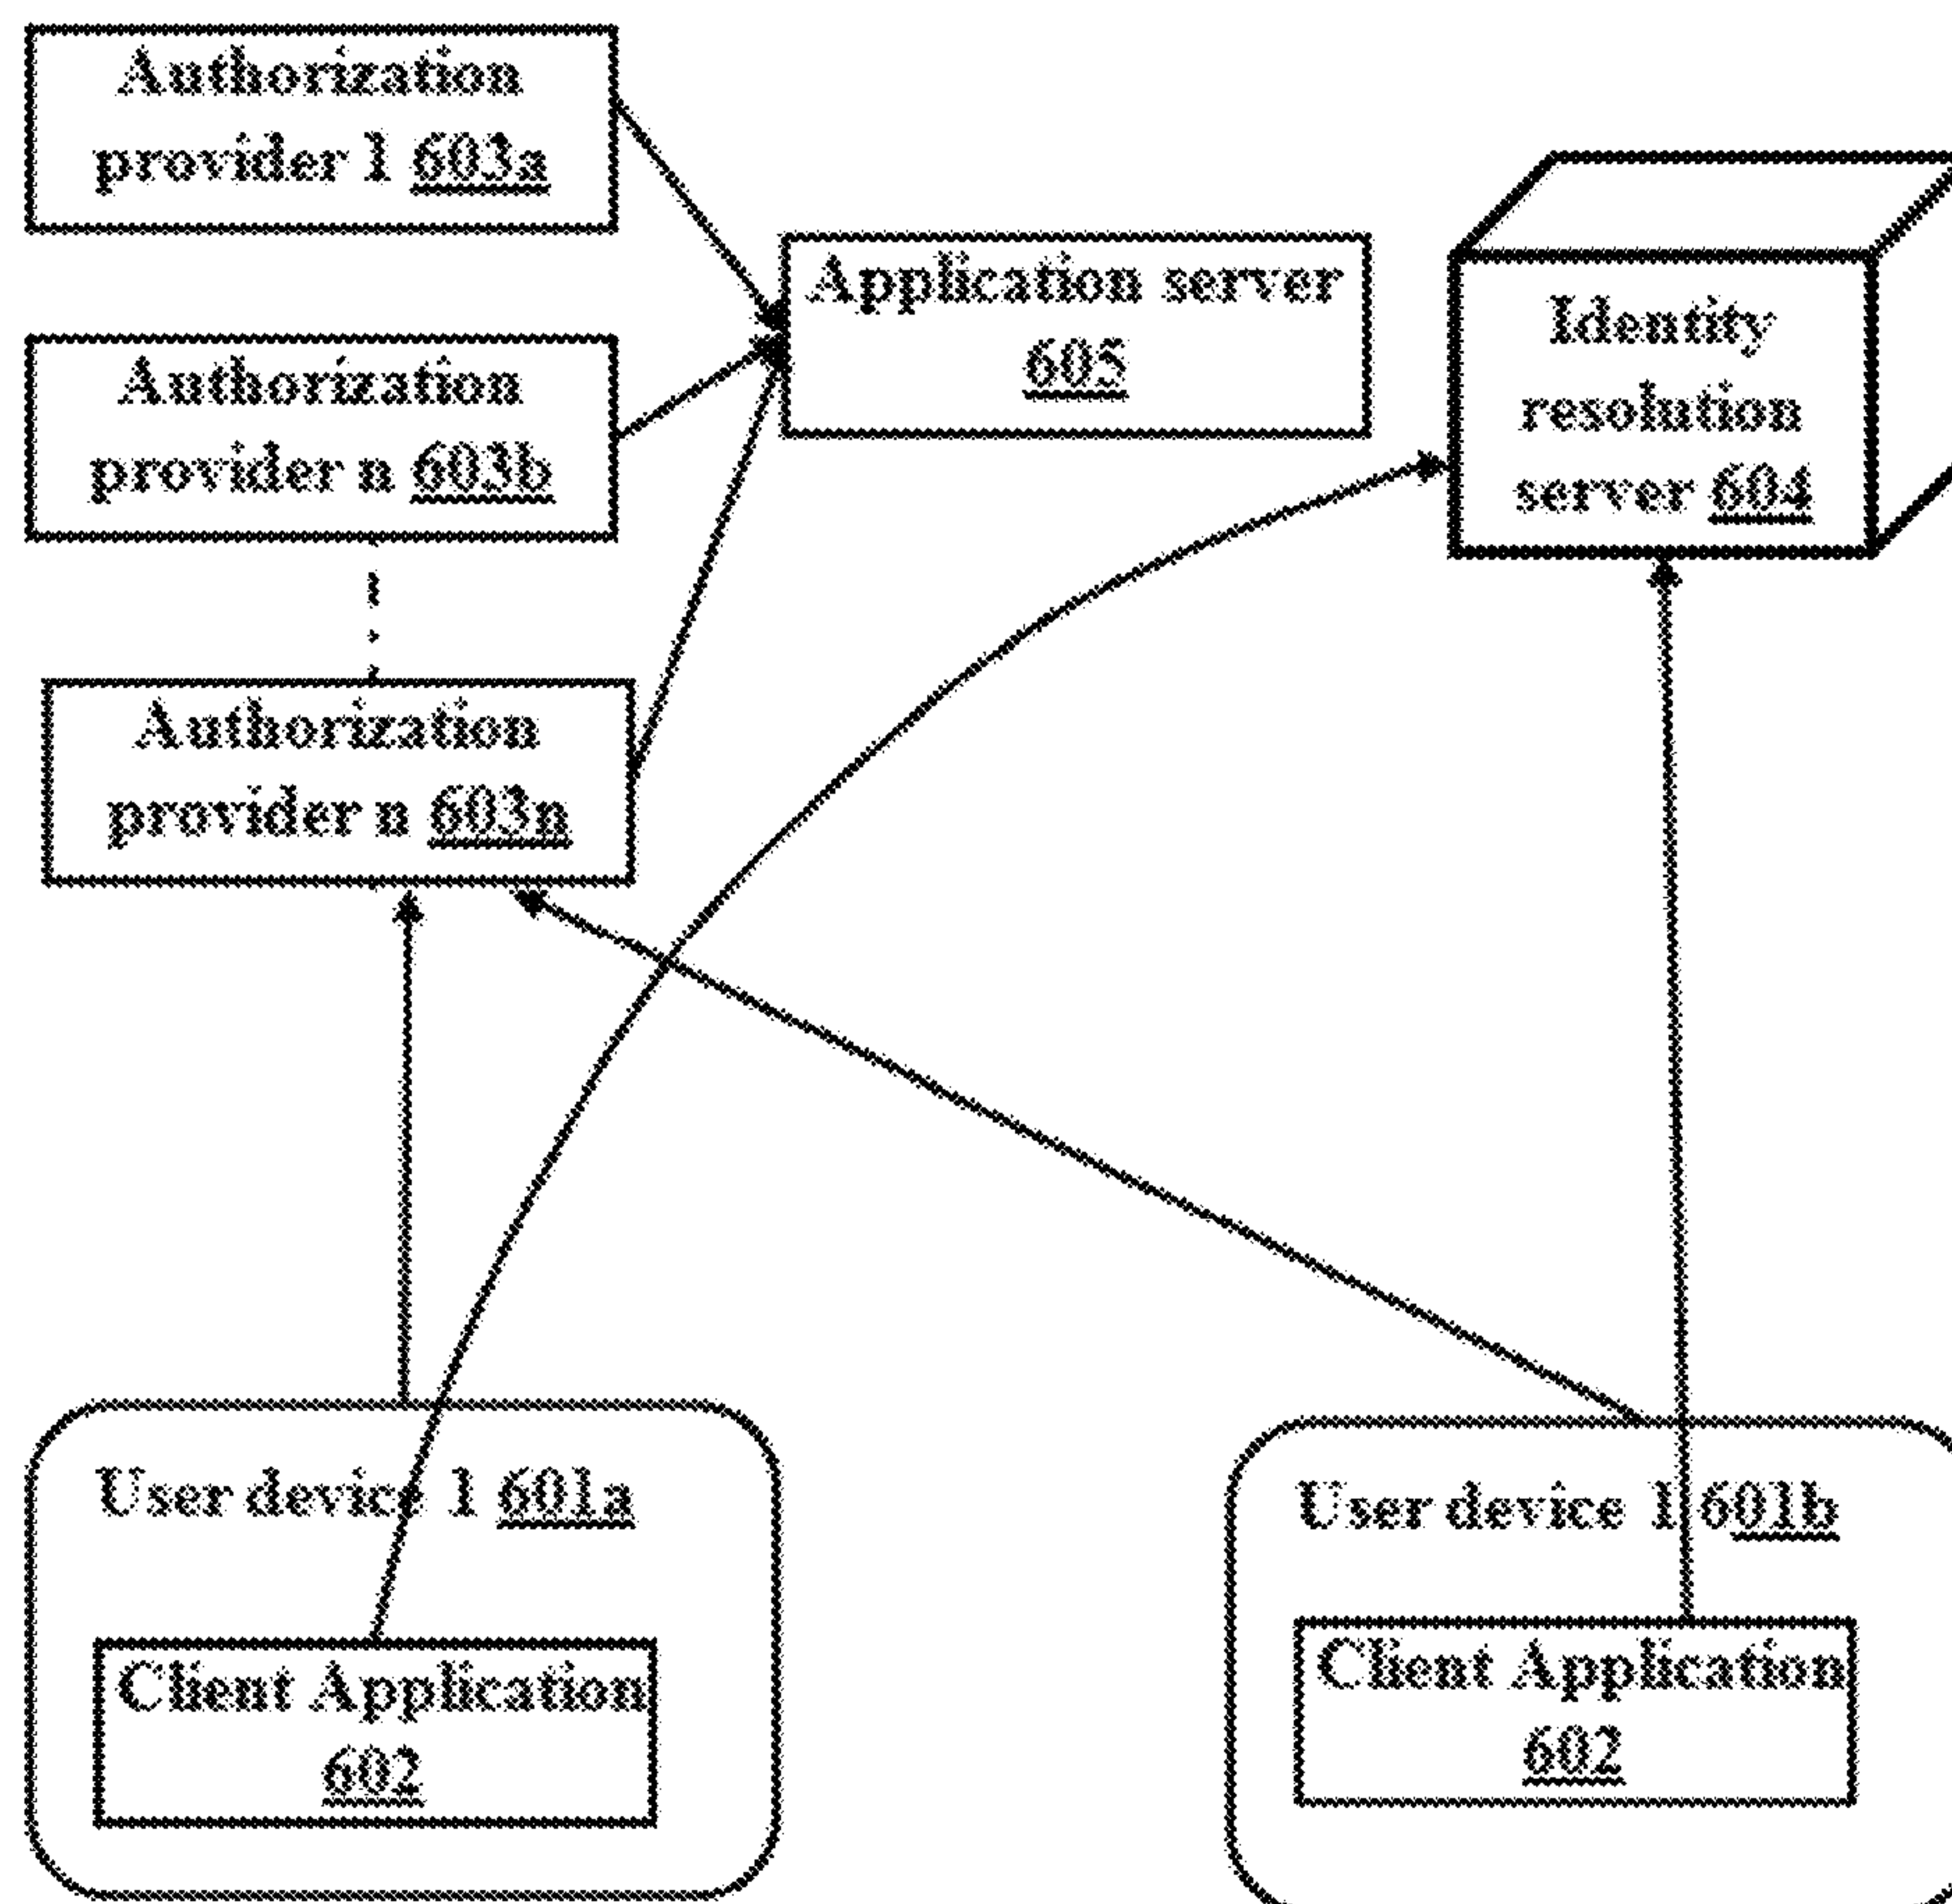 Authorization
provider 1 603a
Application server
605
Identity
resolution
server 604
Authorization
provider n 603b
Authorization
provider n 603n
User device 1 601a
Client Application
602
User device 1 601b
Client Application
602